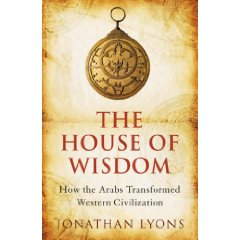 THE
HOUSE OF
WISDOM
How the Arabs Transformed
Western Civilization
JONATHAN LYONS